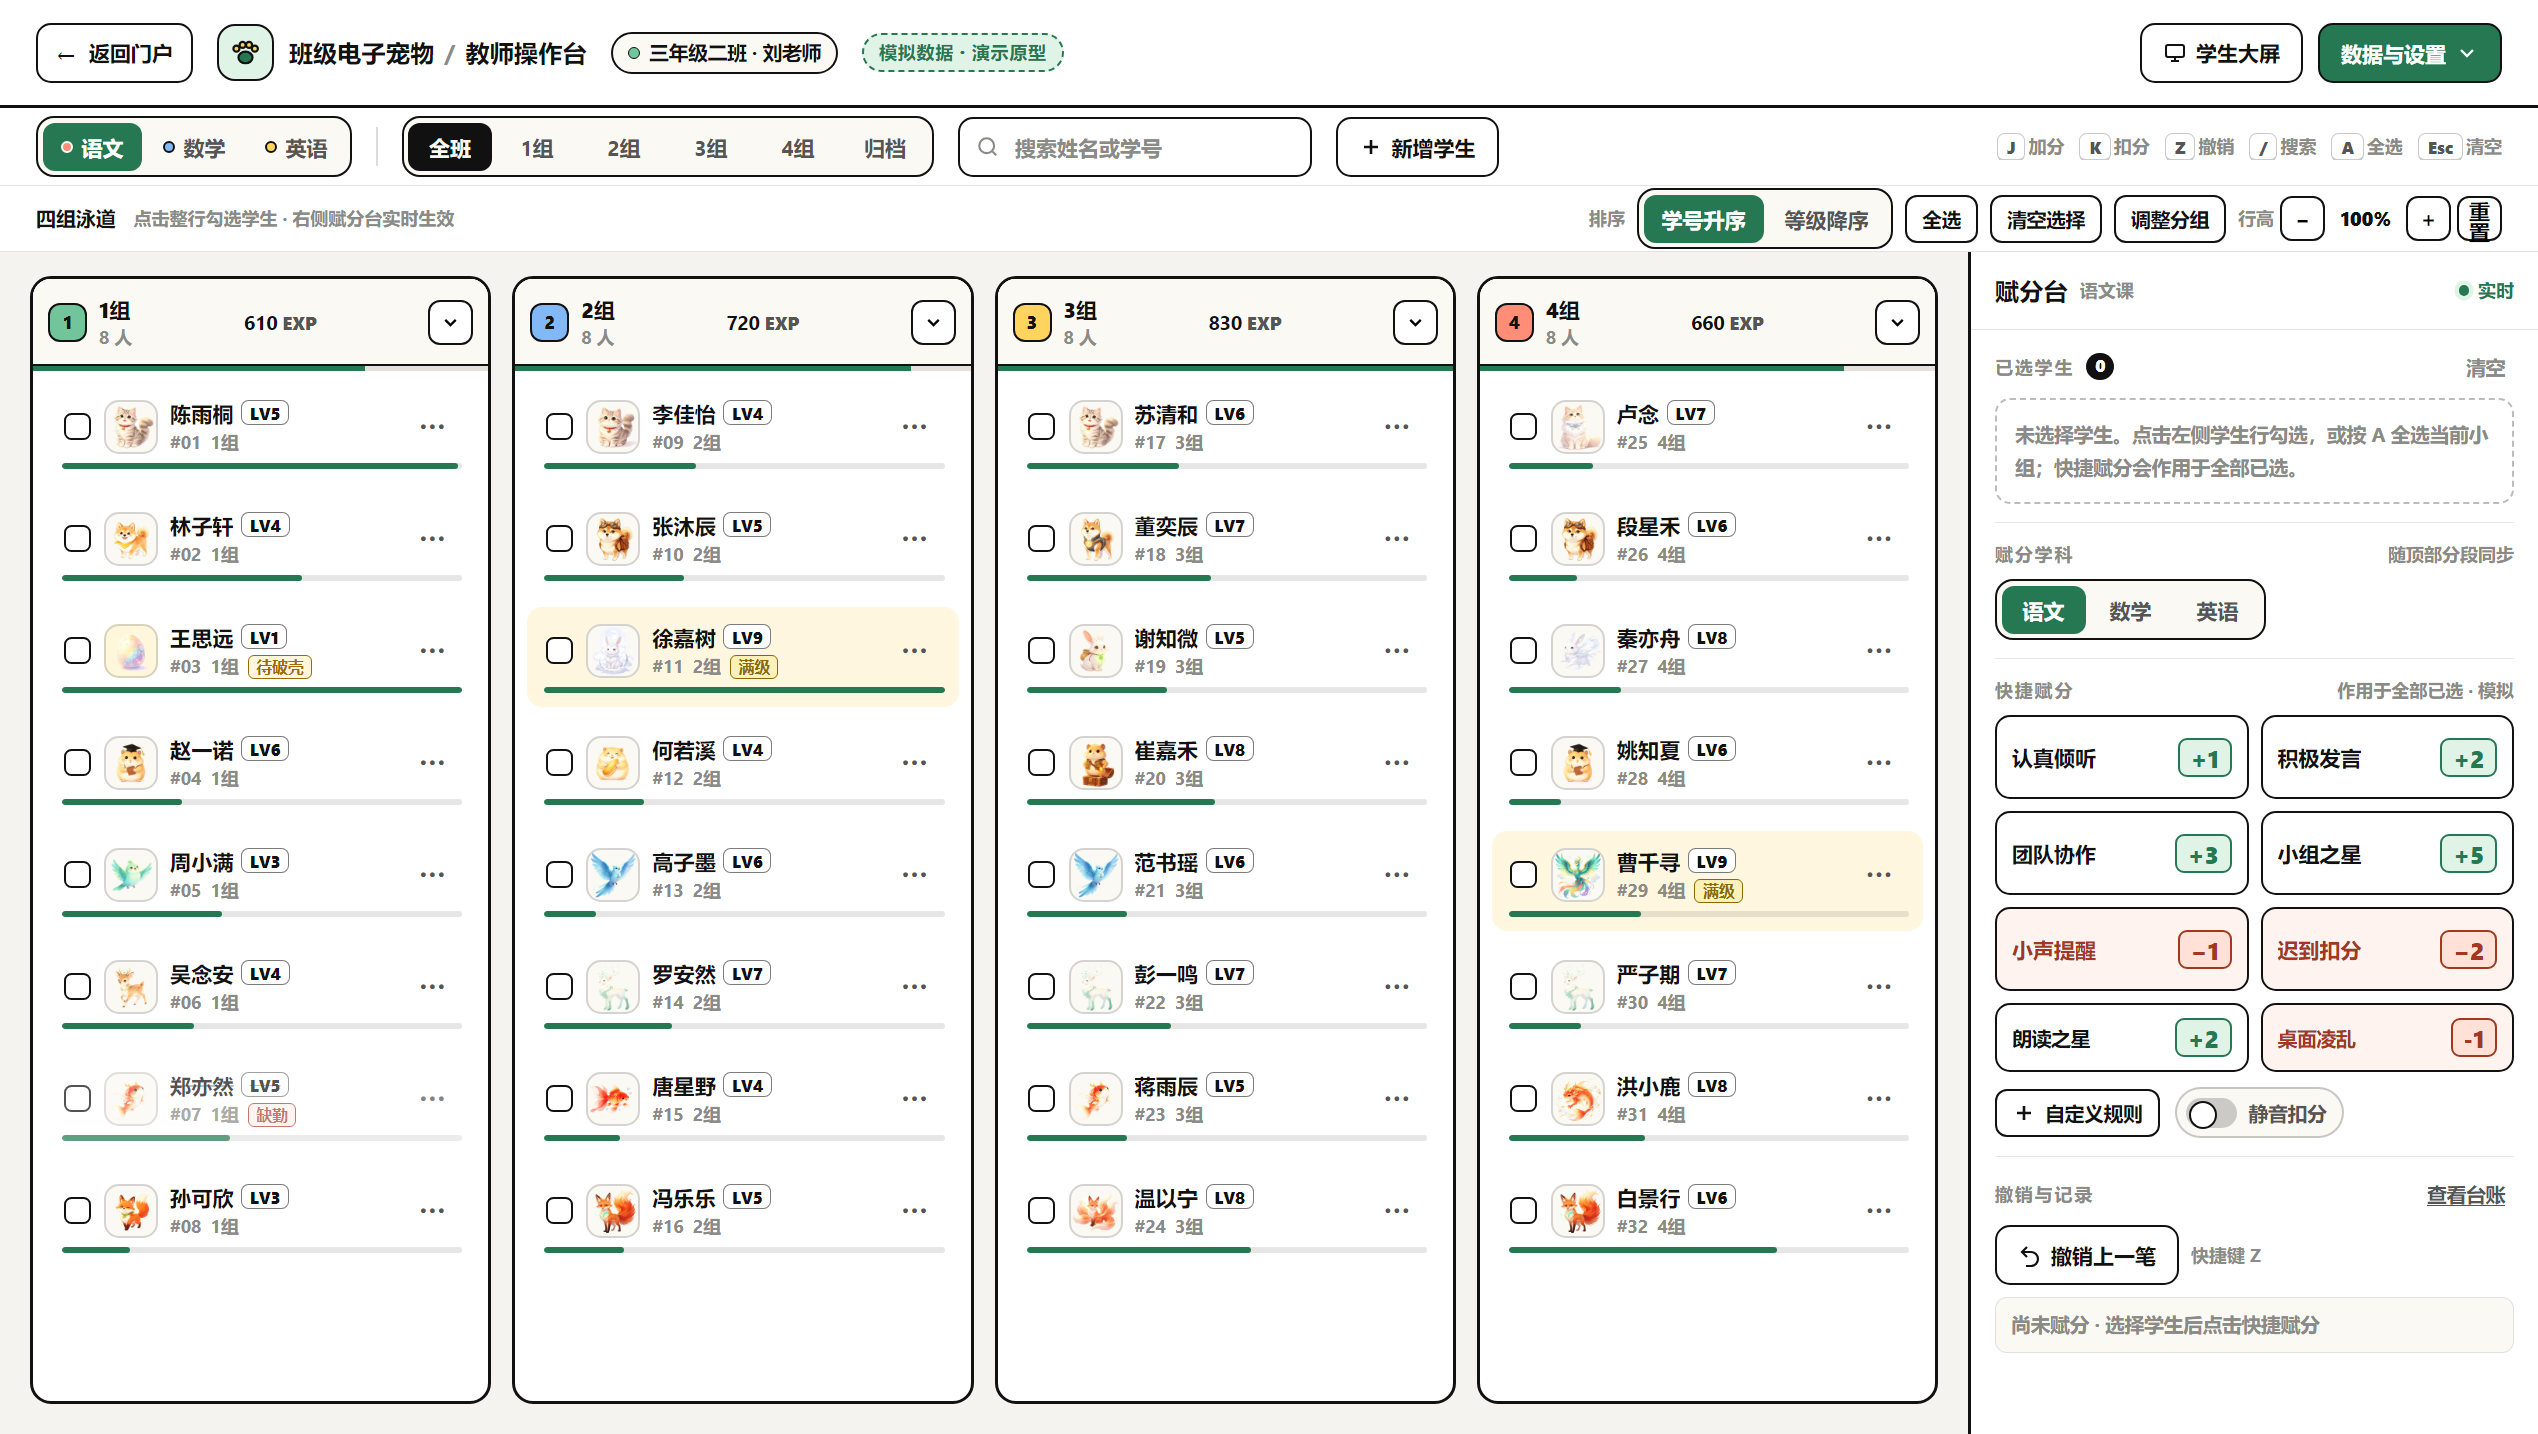 ← 返回门户
班级电子宠物 / 教师操作台
三年级二班 · 刘老师
模拟数据 · 演示原型
学生大屏
数据与设置
语文 数学 英语
全班 1组 2组 3组 4组 归档
搜索姓名或学号
+ 新增学生
J 加分 K 扣分 Z 撤销 / 搜索 A 全选 Esc 清空
四组泳道 点击整行勾选学生 · 右侧赋分台实时生效
排序 学号升序 等级降序 全选 清空选择 调整分组 行高 − 100% + 重置
1 1组 8 人 610 EXP
陈雨桐 LV5
#01 1组
林子轩 LV4
#02 1组
王思远 LV1
#03 1组 待破壳
赵一诺 LV6
#04 1组
周小满 LV3
#05 1组
吴念安 LV4
#06 1组
郑亦然 LV5
#07 1组 缺勤
孙可欣 LV3
#08 1组
2 2组 8 人 720 EXP
李佳怡 LV4
#09 2组
张沐辰 LV5
#10 2组
徐嘉树 LV9
#11 2组 满级
何若溪 LV4
#12 2组
高子墨 LV6
#13 2组
罗安然 LV7
#14 2组
唐星野 LV4
#15 2组
冯乐乐 LV5
#16 2组
3 3组 8 人 830 EXP
苏清和 LV6
#17 3组
董奕辰 LV7
#18 3组
谢知微 LV5
#19 3组
崔嘉禾 LV8
#20 3组
范书瑶 LV6
#21 3组
彭一鸣 LV7
#22 3组
蒋雨辰 LV5
#23 3组
温以宁 LV8
#24 3组
4 4组 8 人 660 EXP
卢念 LV7
#25 4组
段星禾 LV6
#26 4组
秦亦舟 LV8
#27 4组
姚知夏 LV6
#28 4组
曹千寻 LV9
#29 4组 满级
严子期 LV7
#30 4组
洪小鹿 LV8
#31 4组
白景行 LV6
#32 4组
赋分台 语文课 实时
已选学生 0 清空
未选择学生。点击左侧学生行勾选，或按 A 全选当前小
组；快捷赋分会作用于全部已选。
赋分学科 随顶部分段同步
语文 数学 英语
快捷赋分 作用于全部已选 · 模拟
认真倾听 +1 积极发言 +2
团队协作 +3 小组之星 +5
小声提醒 −1 迟到扣分 −2
朗读之星 +2 桌面凌乱 -1
+ 自定义规则 静音扣分
撤销与记录 查看台账
撤销上一笔 快捷键 Z
尚未赋分 · 选择学生后点击快捷赋分